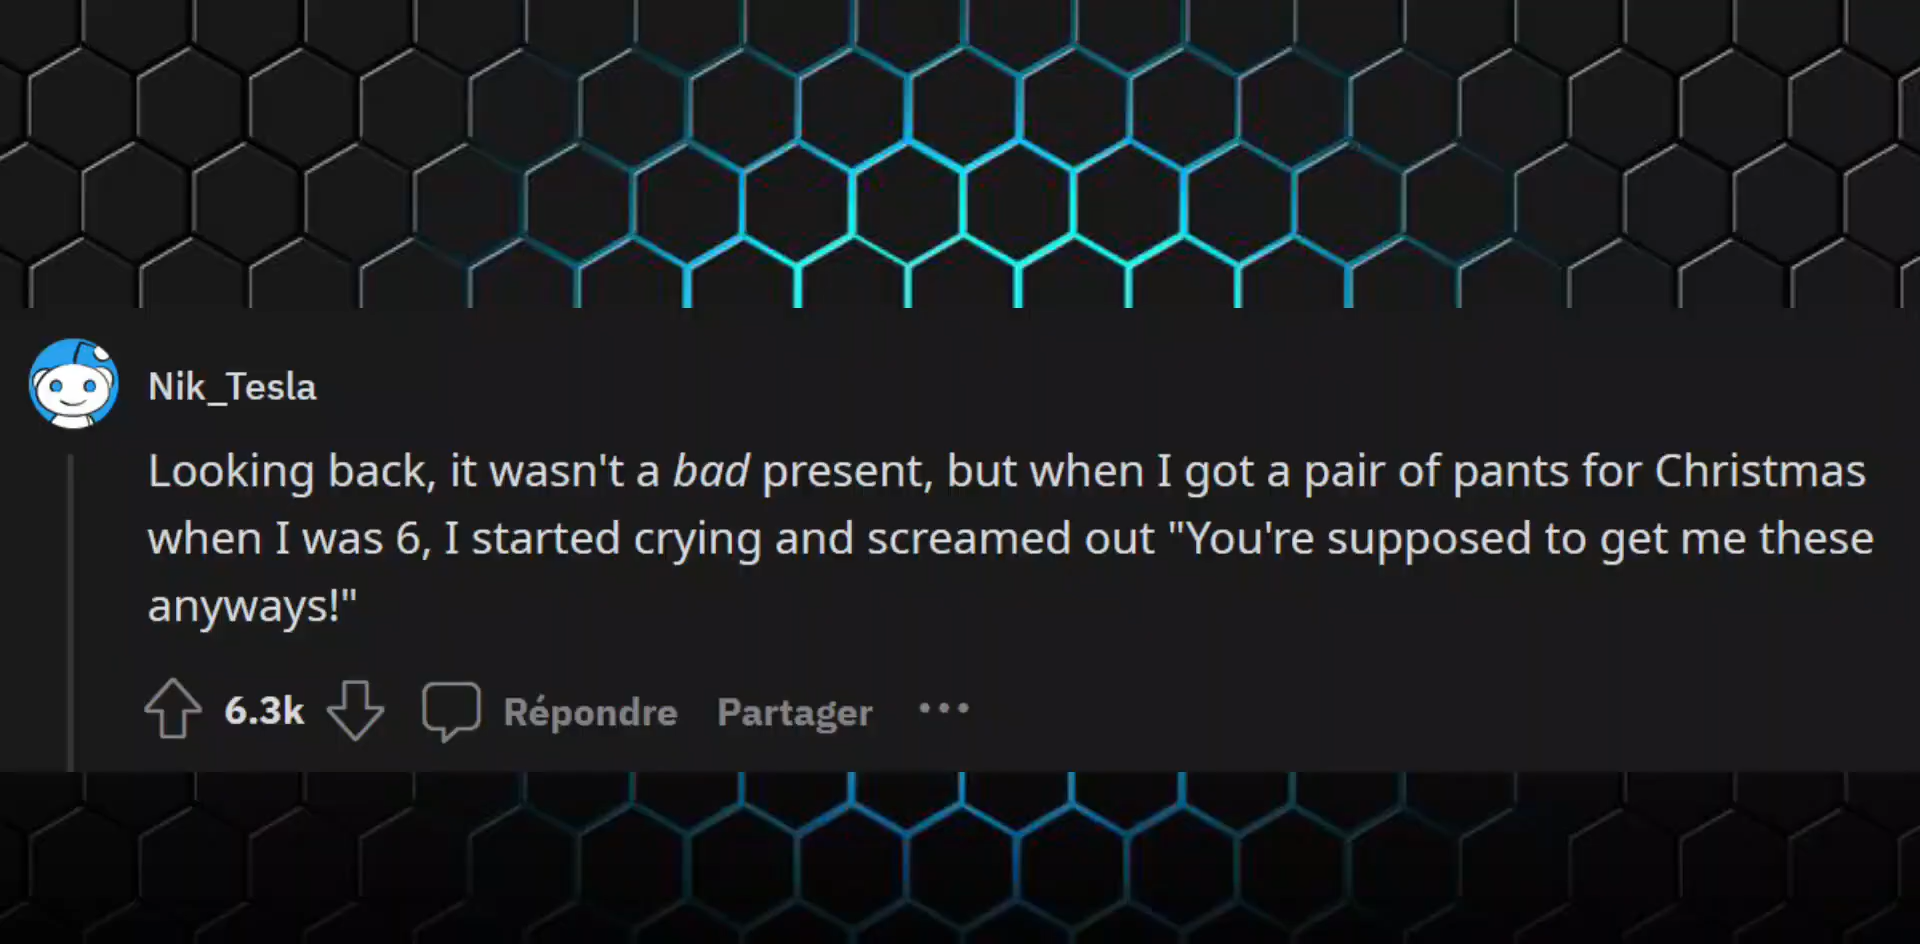 Nik_Tesla
Looking back, it wasn't a bad present, but when I got a pair of pants for Christmas
when I was 6, I started crying and screamed out "You're supposed to get me these
anyways!"
6.3k Répondre Partager •••